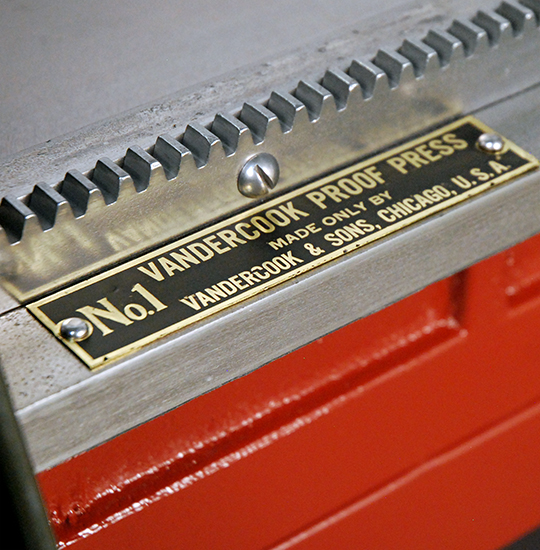 No.1
VANDERCOOK PROOF PRESS
MADE ONLY BY
VANDERCOOK & SONS, CHICAGO, U.S.A.